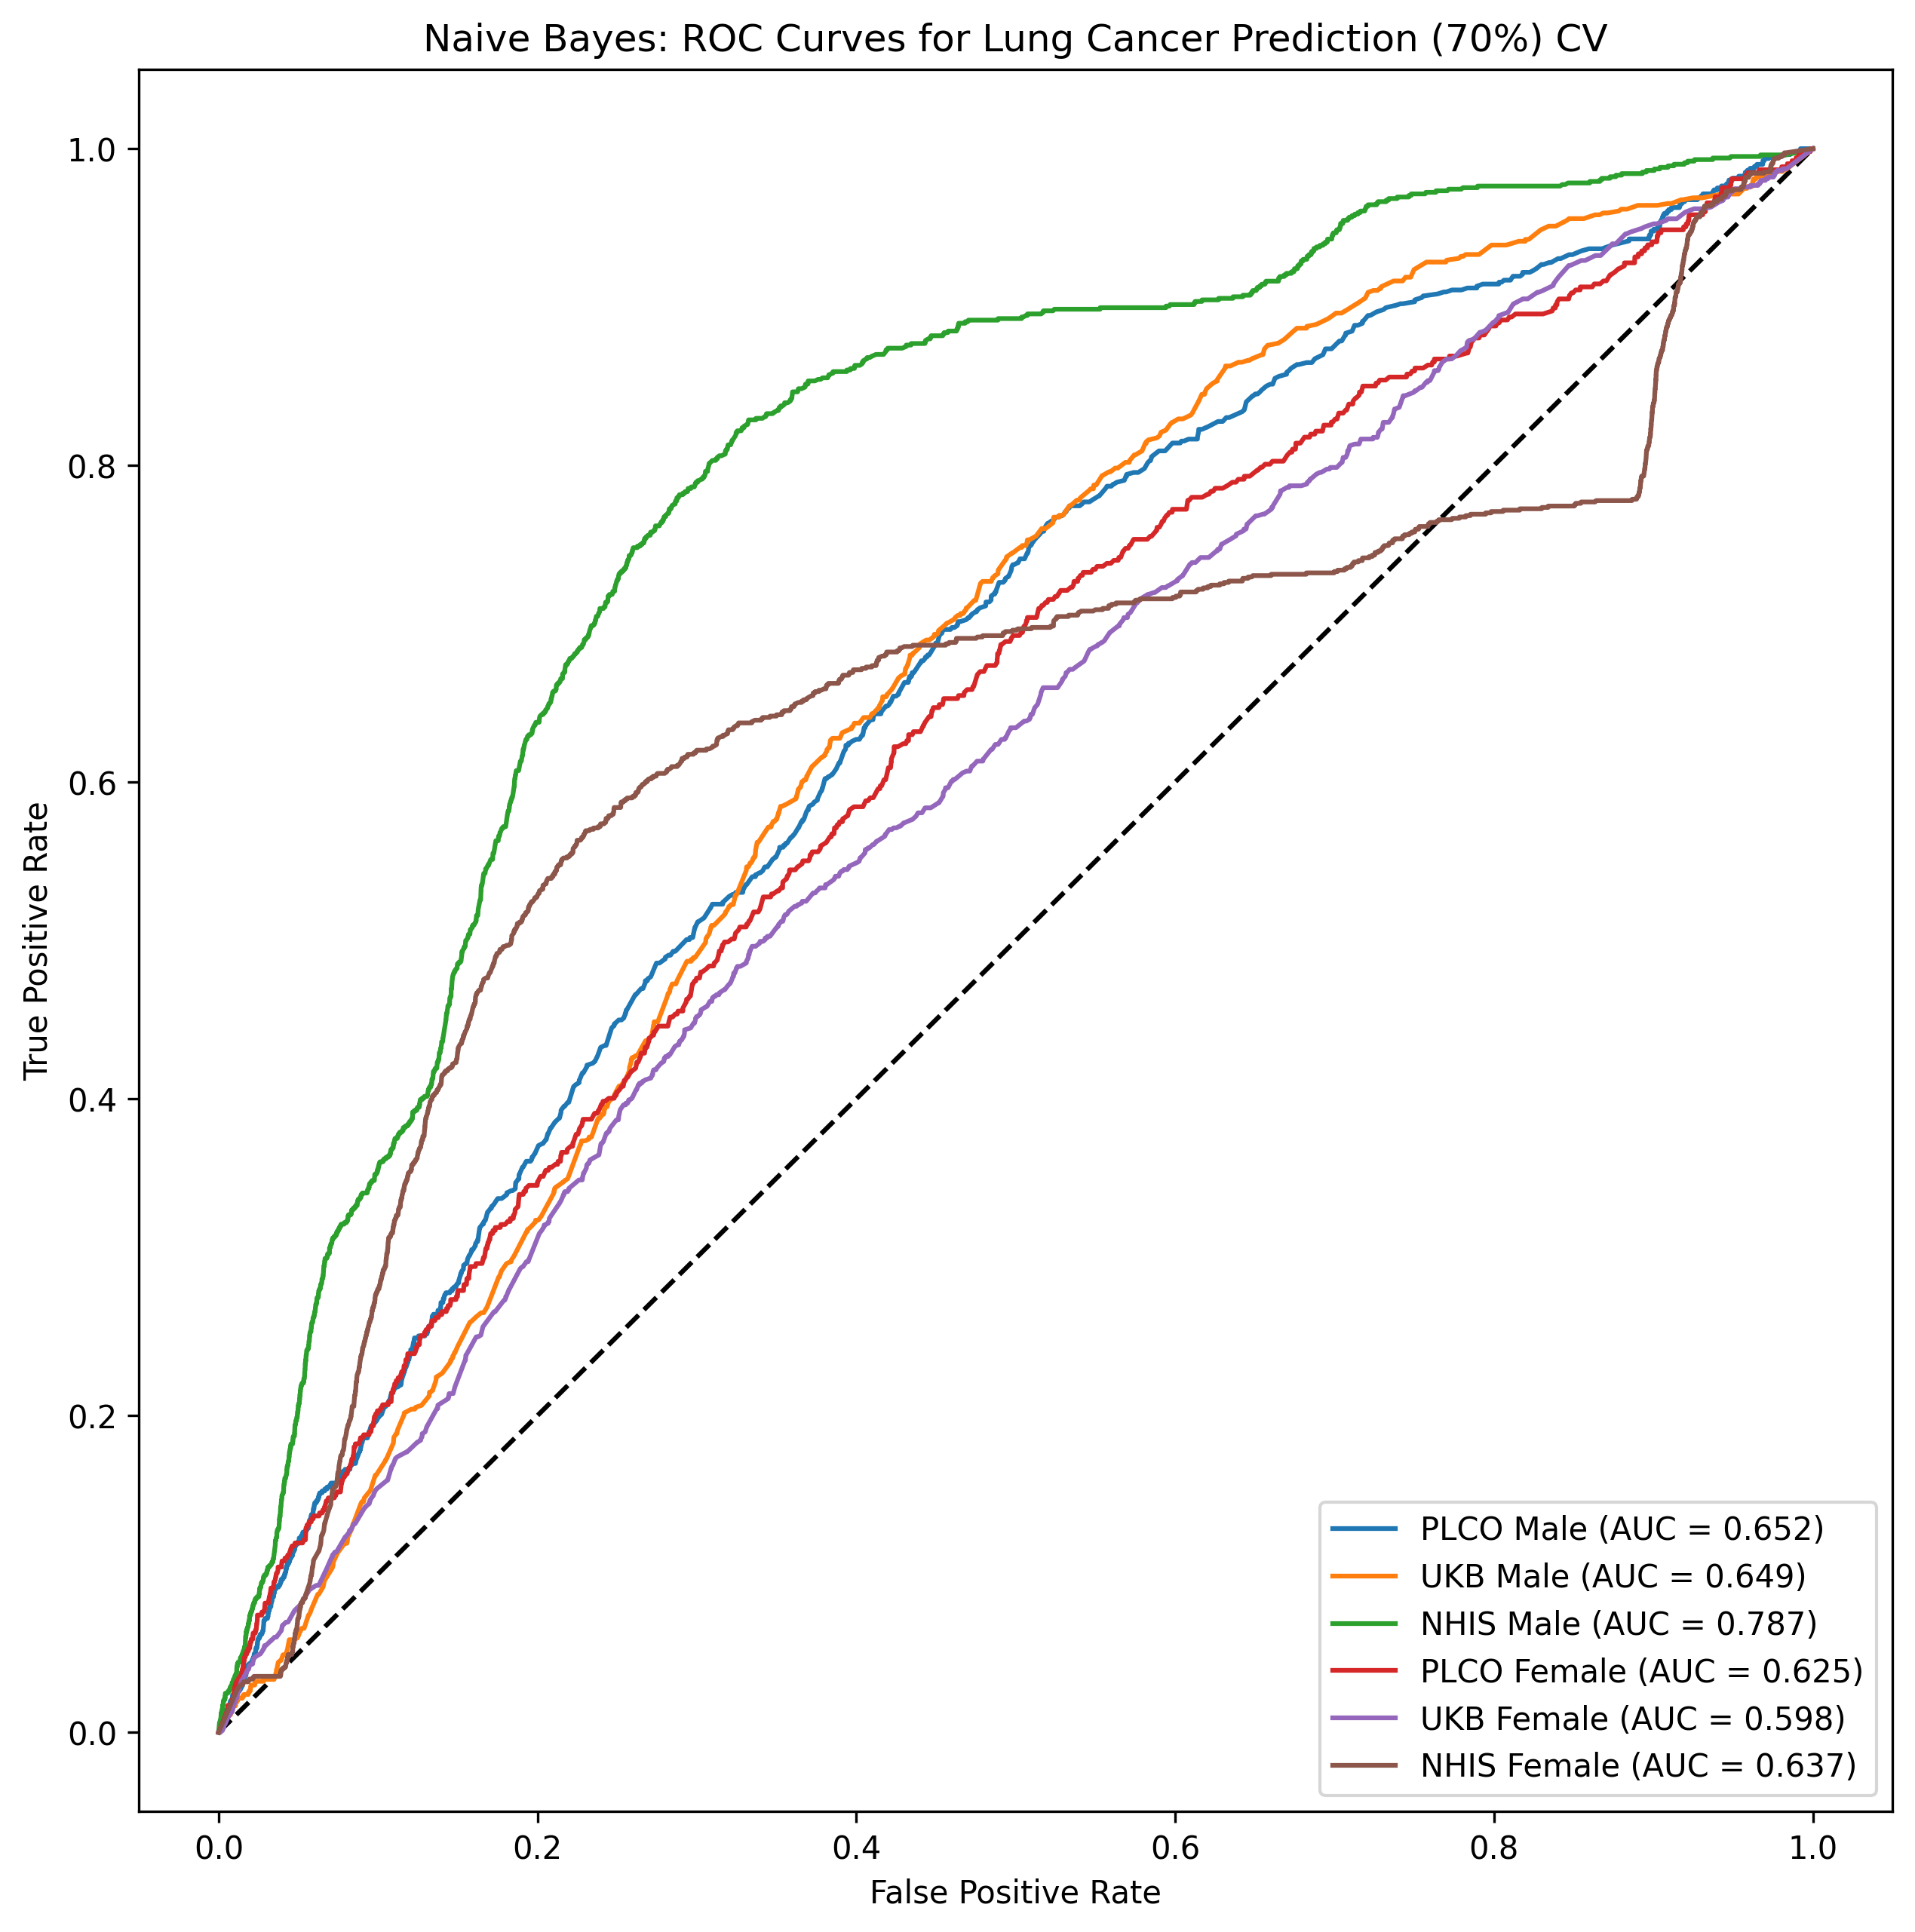 Naive Bayes: ROC Curves for Lung Cancer Prediction (70%) CV
1.0
0.8
0.6
0.4
0.2
0.0
True Positive Rate
0.0 0.2 0.4 0.6 0.8 1.0
False Positive Rate
PLCO Male (AUC = 0.652)
UKB Male (AUC = 0.649)
NHIS Male (AUC = 0.787)
PLCO Female (AUC = 0.625)
UKB Female (AUC = 0.598)
NHIS Female (AUC = 0.637)